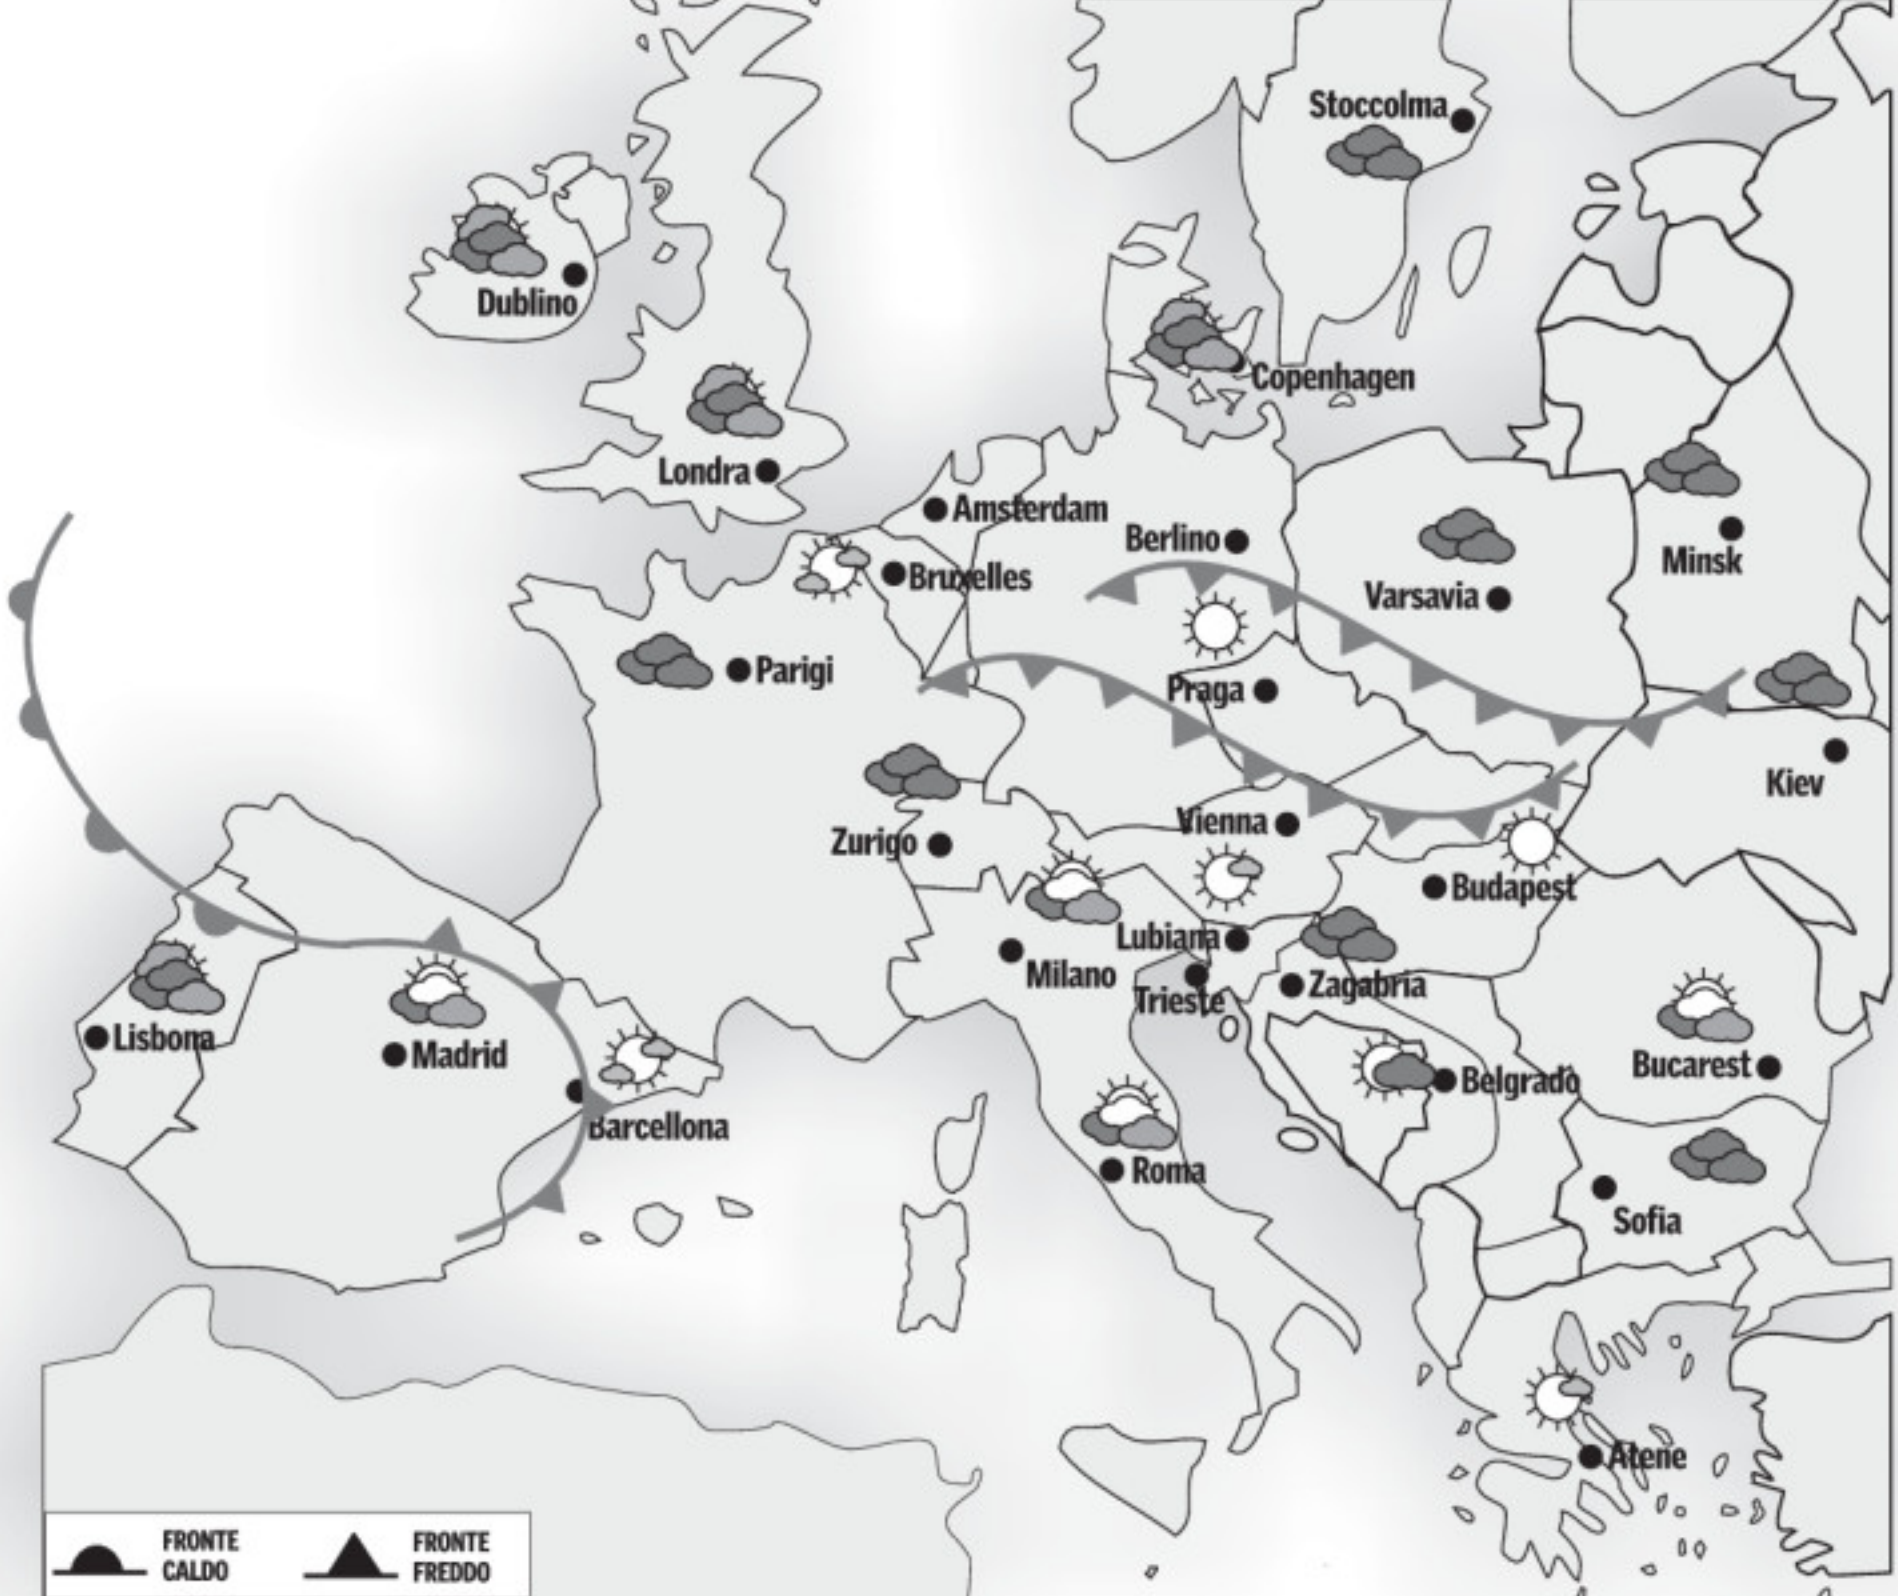 Stoccolma
Dublino
Copenhagen
Londra
Amsterdam
Berlino
Minsk
Bruxelles
Varsavia
Parigi
Praga
Kiev
Vienna
Zurigo
Budapest
Lubiana
Milano
Zagabria
Trieste
Lisbona
Madrid
Bucarest
Belgrado
Barcellona
Roma
Sofia
Atene
FRONTE
CALDO
FRONTE
FREDDO